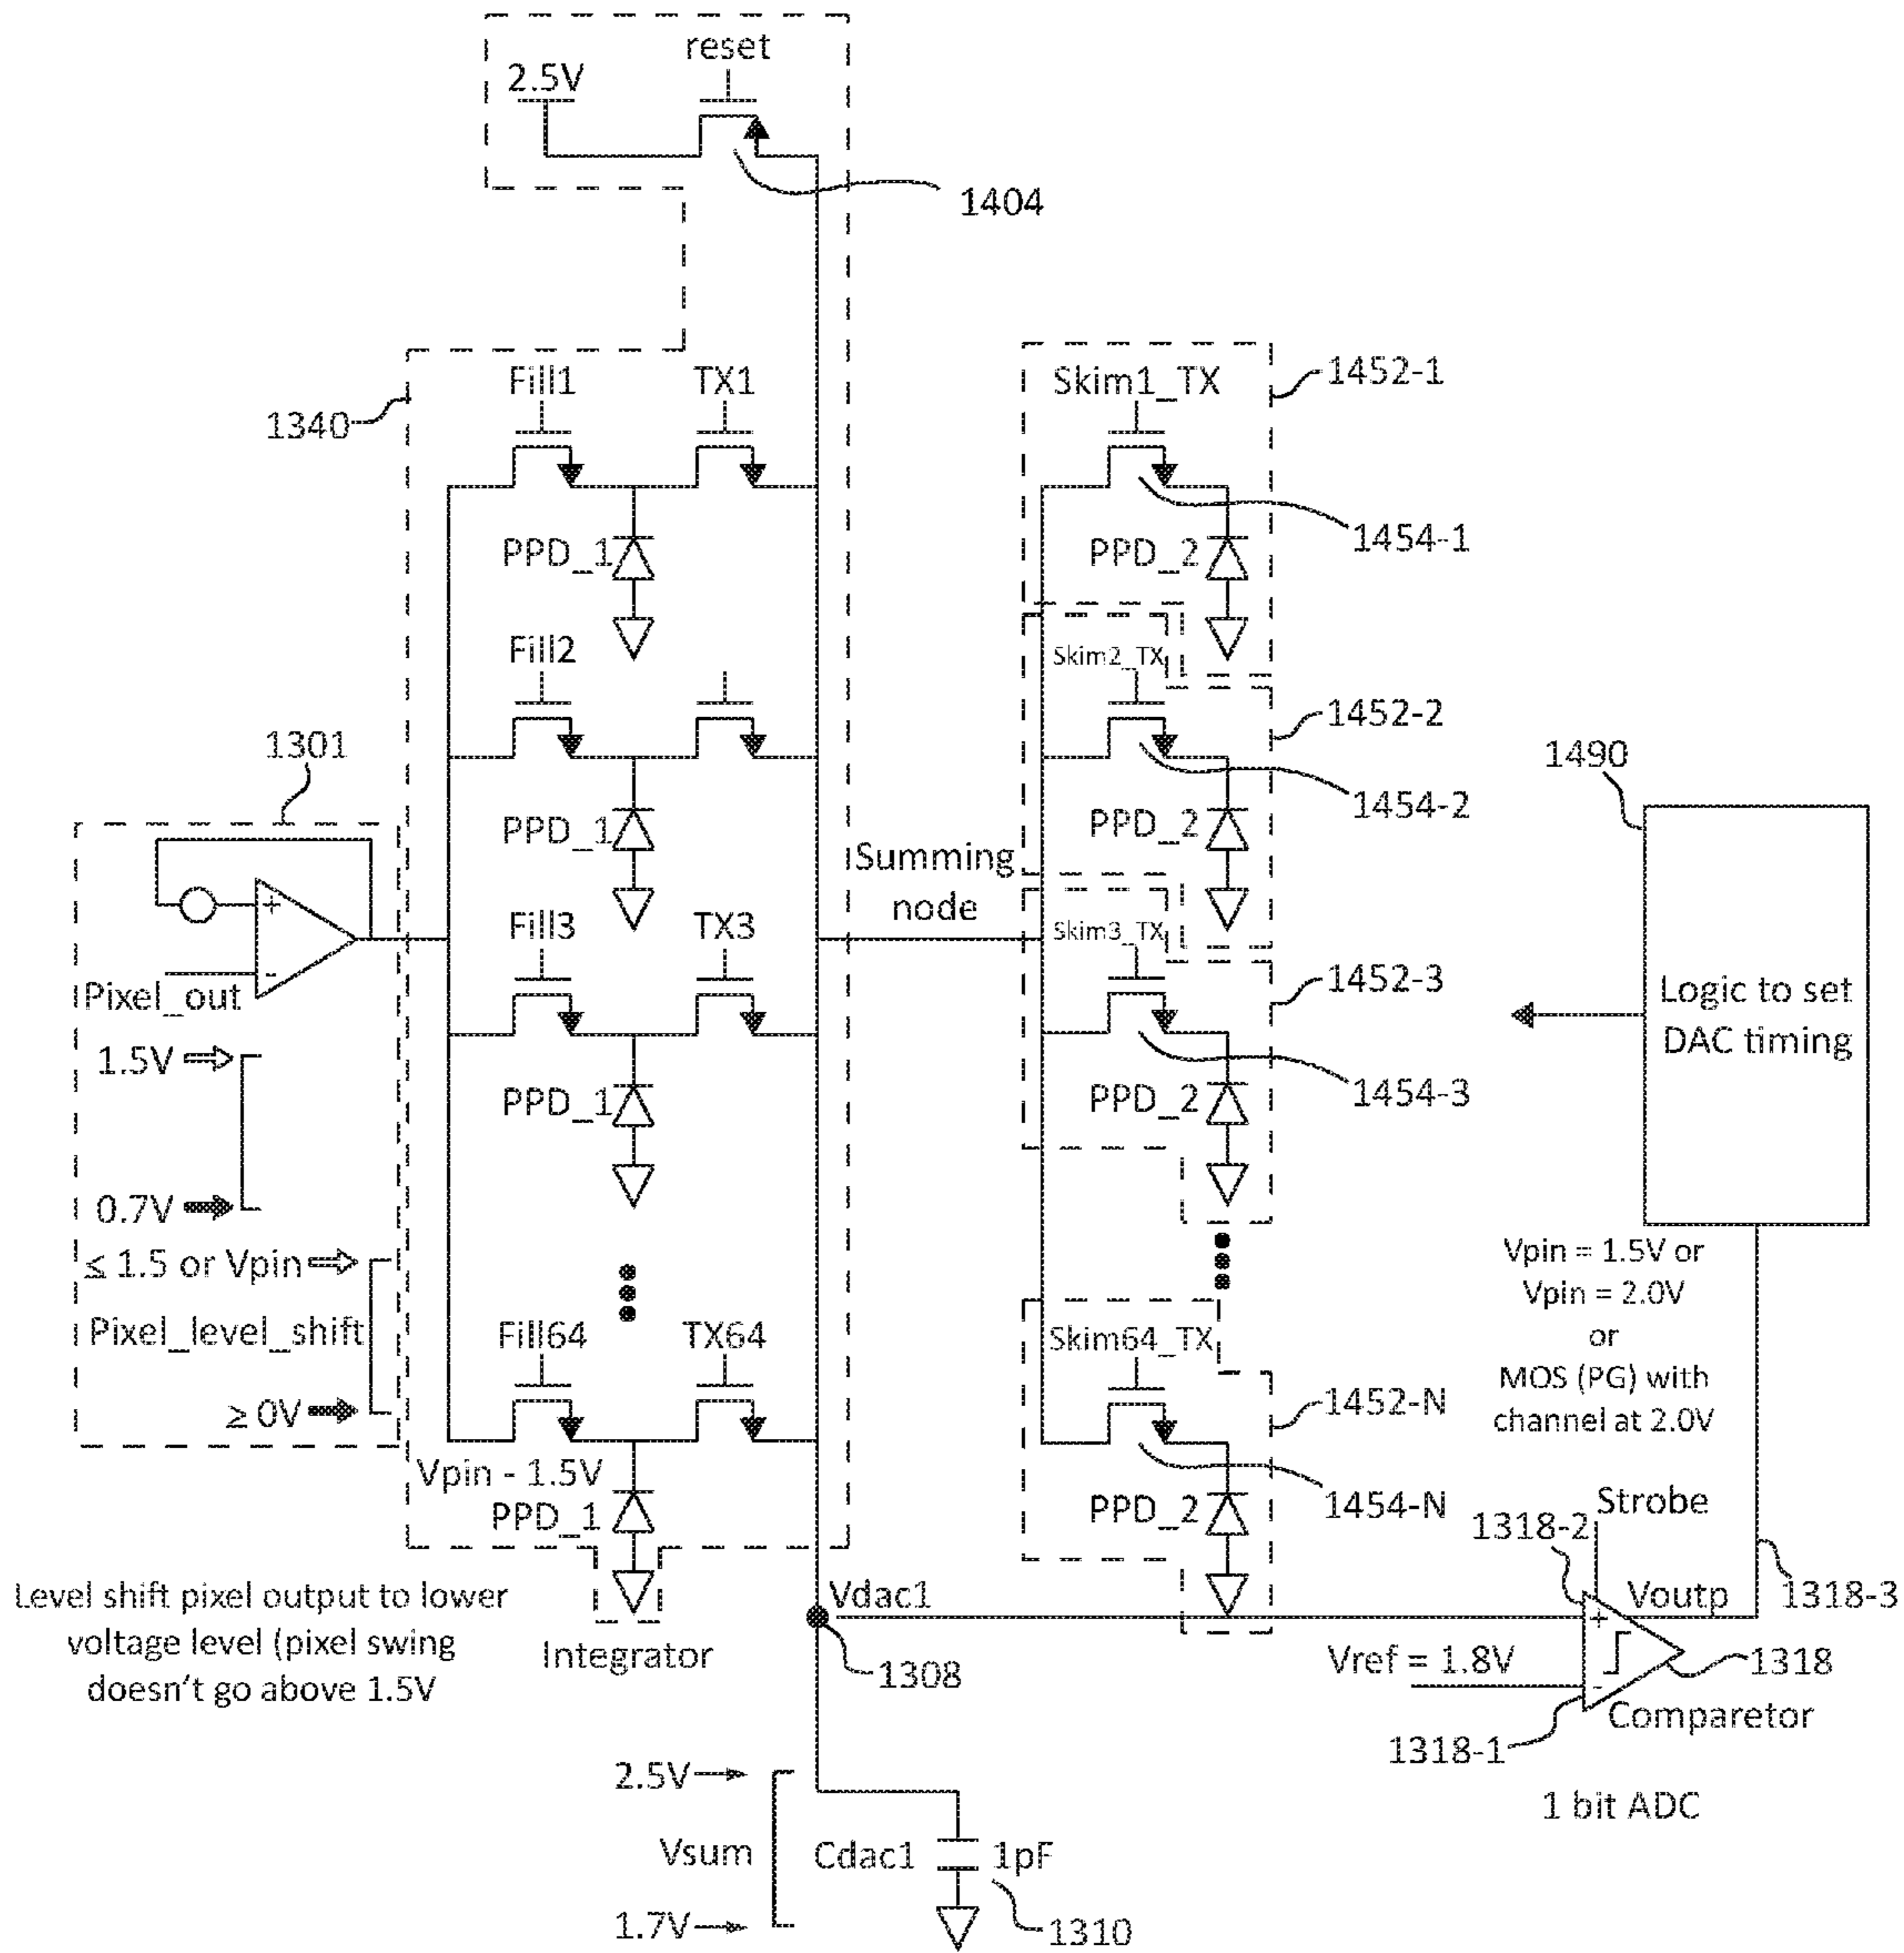 reset
2.5V
1404
Fill1
TX1
1340
PPD_1
Skim1_TX
1452-1
1454-1
PPD_2
Fill2
PPD_1
Skim2_TX
1452-2
1454-2
PPD_2
1301
Pixel_out
1.5V
0.7V
≤ 1.5 or Vpin
Pixel_level_shift
≥ 0V
Summing
node
Fill3
TX3
PPD_1
Skim3_TX
1452-3
1454-3
PPD_2
1490
Logic to set
DAC timing
Fill64
TX64
Vpin - 1.5V
PPD_1
Skim64_TX
1452-N
1454-N
PPD_2
Vpin = 1.5V or
Vpin = 2.0V
or
MOS (PG) with
channel at 2.0V
Strobe
1318-2
+
Voutp
1318-3
Vref = 1.8V
-
1318
Comparetor
1318-1
1 bit ADC
Level shift pixel output to lower
voltage level (pixel swing
doesn't go above 1.5V
Integrator
Vdac1
1308
2.5V
Vsum
1.7V
Cdac1
1pF
1310